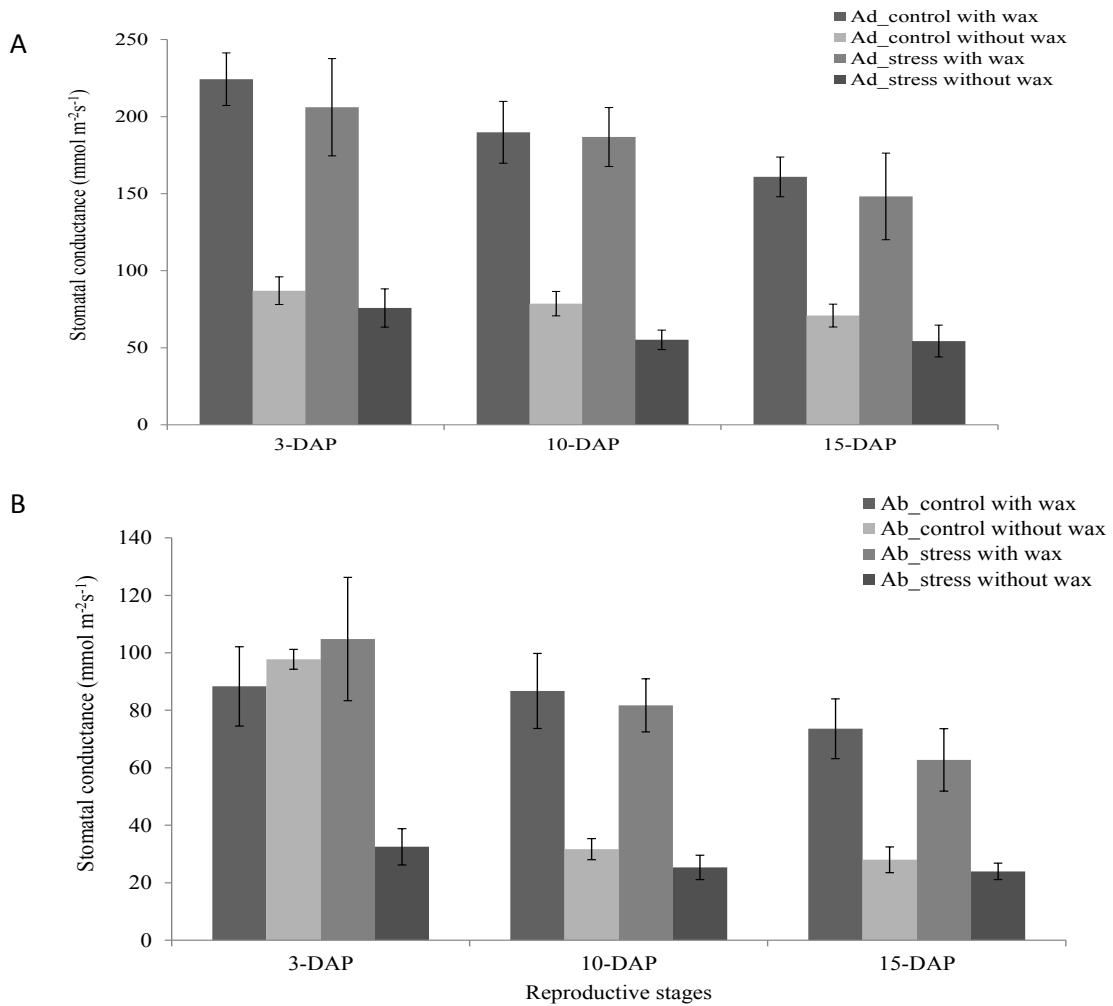 A
Ad_control with wax
Ad_control without wax
Ad_stress with wax
Ad_stress without wax
Stomatal conductance (mmol m⁻²s⁻¹)
250
200
150
100
50
0
3-DAP 10-DAP 15-DAP
B
Ab_control with wax
Ab_control without wax
Ab_stress with wax
Ab_stress without wax
Stomatal conductance (mmol m⁻²s⁻¹)
140
120
100
80
60
40
20
0
3-DAP 10-DAP 15-DAP
Reproductive stages